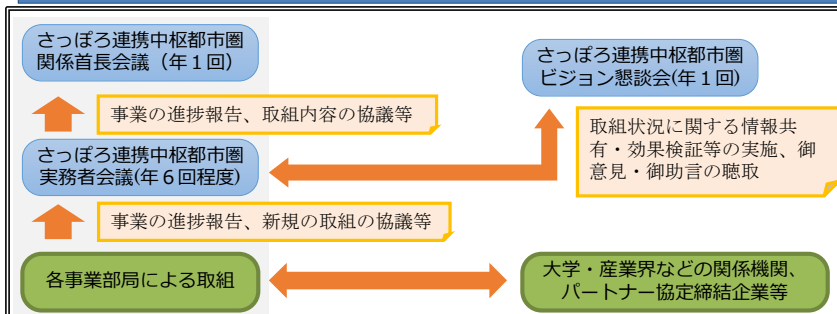 さっぽろ連携中枢都市圏
関係首長会議（年１回）
さっぽろ連携中枢都市圏
ビジョン懇談会(年１回)
事業の進捗報告、取組内容の協議等
取組状況に関する情報共
有・効果検証等の実施、御
意見・御助言の聴取
さっぽろ連携中枢都市圏
実務者会議(年６回程度)
事業の進捗報告、新規の取組の協議等
各事業部局による取組
大学・産業界などの関係機関、
パートナー協定締結企業等